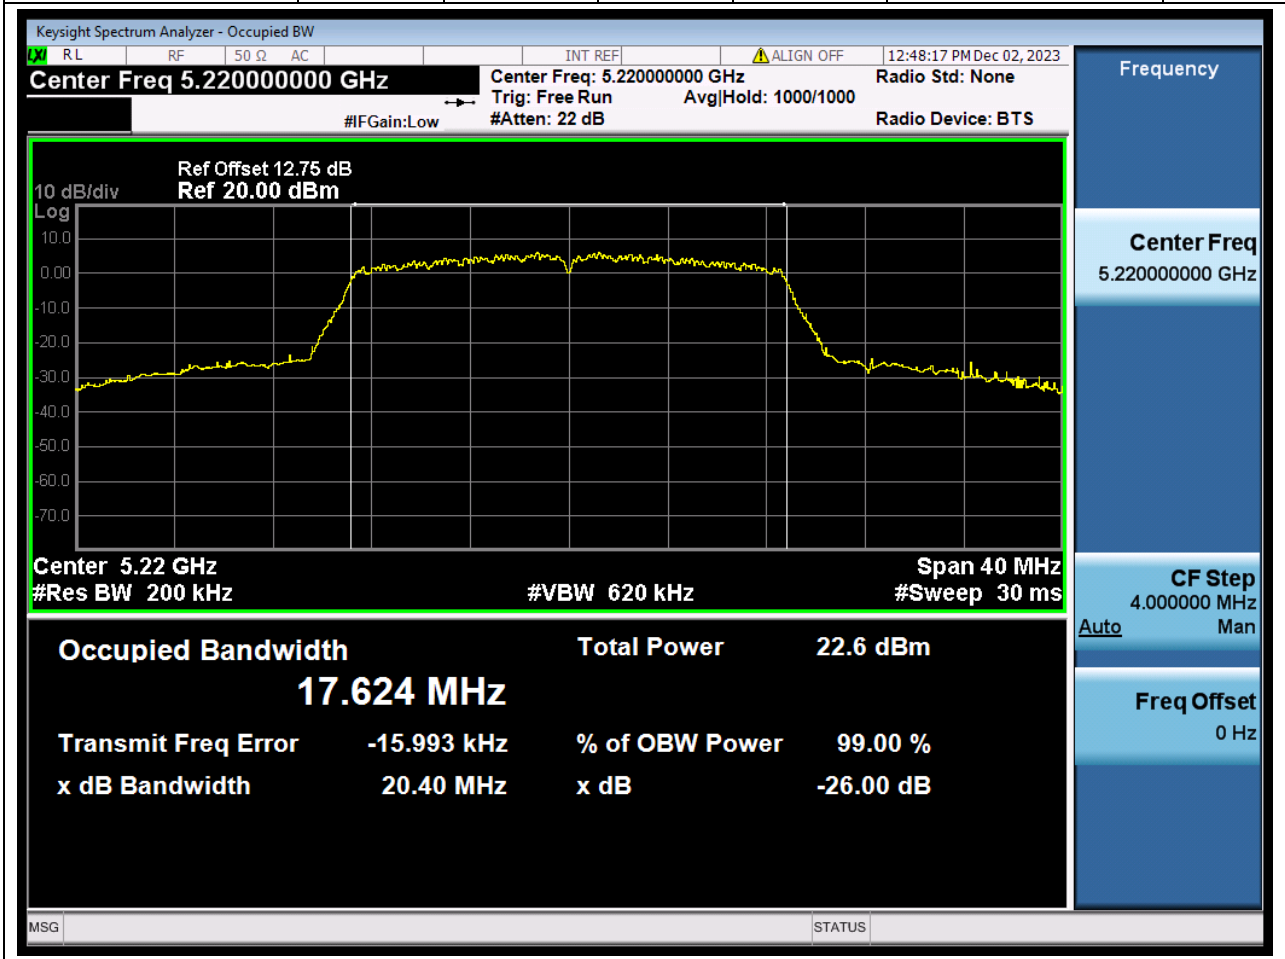 Keysight Spectrum Analyzer - Occupied BW
LXI RL RF 50 Ω AC INT REF ALIGN OFF 12:48:17 PM Dec 02, 2023
Center Freq 5.220000000 GHz
Center Freq: 5.220000000 GHz
Radio Std: None
Trig: Free Run Avg|Hold: 1000/1000
#IFGain:Low
#Atten: 22 dB
Radio Device: BTS
Ref Offset 12.75 dB
10 dB/div Ref 20.00 dBm
Log
10.0
0.00
-10.0
-20.0
-30.0
-40.0
-50.0
-60.0
-70.0
Center 5.22 GHz Span 40 MHz
#Res BW 200 kHz #VBW 620 kHz #Sweep 30 ms
Occupied Bandwidth Total Power 22.6 dBm
17.624 MHz
Transmit Freq Error -15.993 kHz % of OBW Power 99.00 %
x dB Bandwidth 20.40 MHz x dB -26.00 dB
Frequency
Center Freq
5.220000000 GHz
CF Step
4.000000 MHz
Auto Man
Freq Offset
0 Hz
MSG STATUS